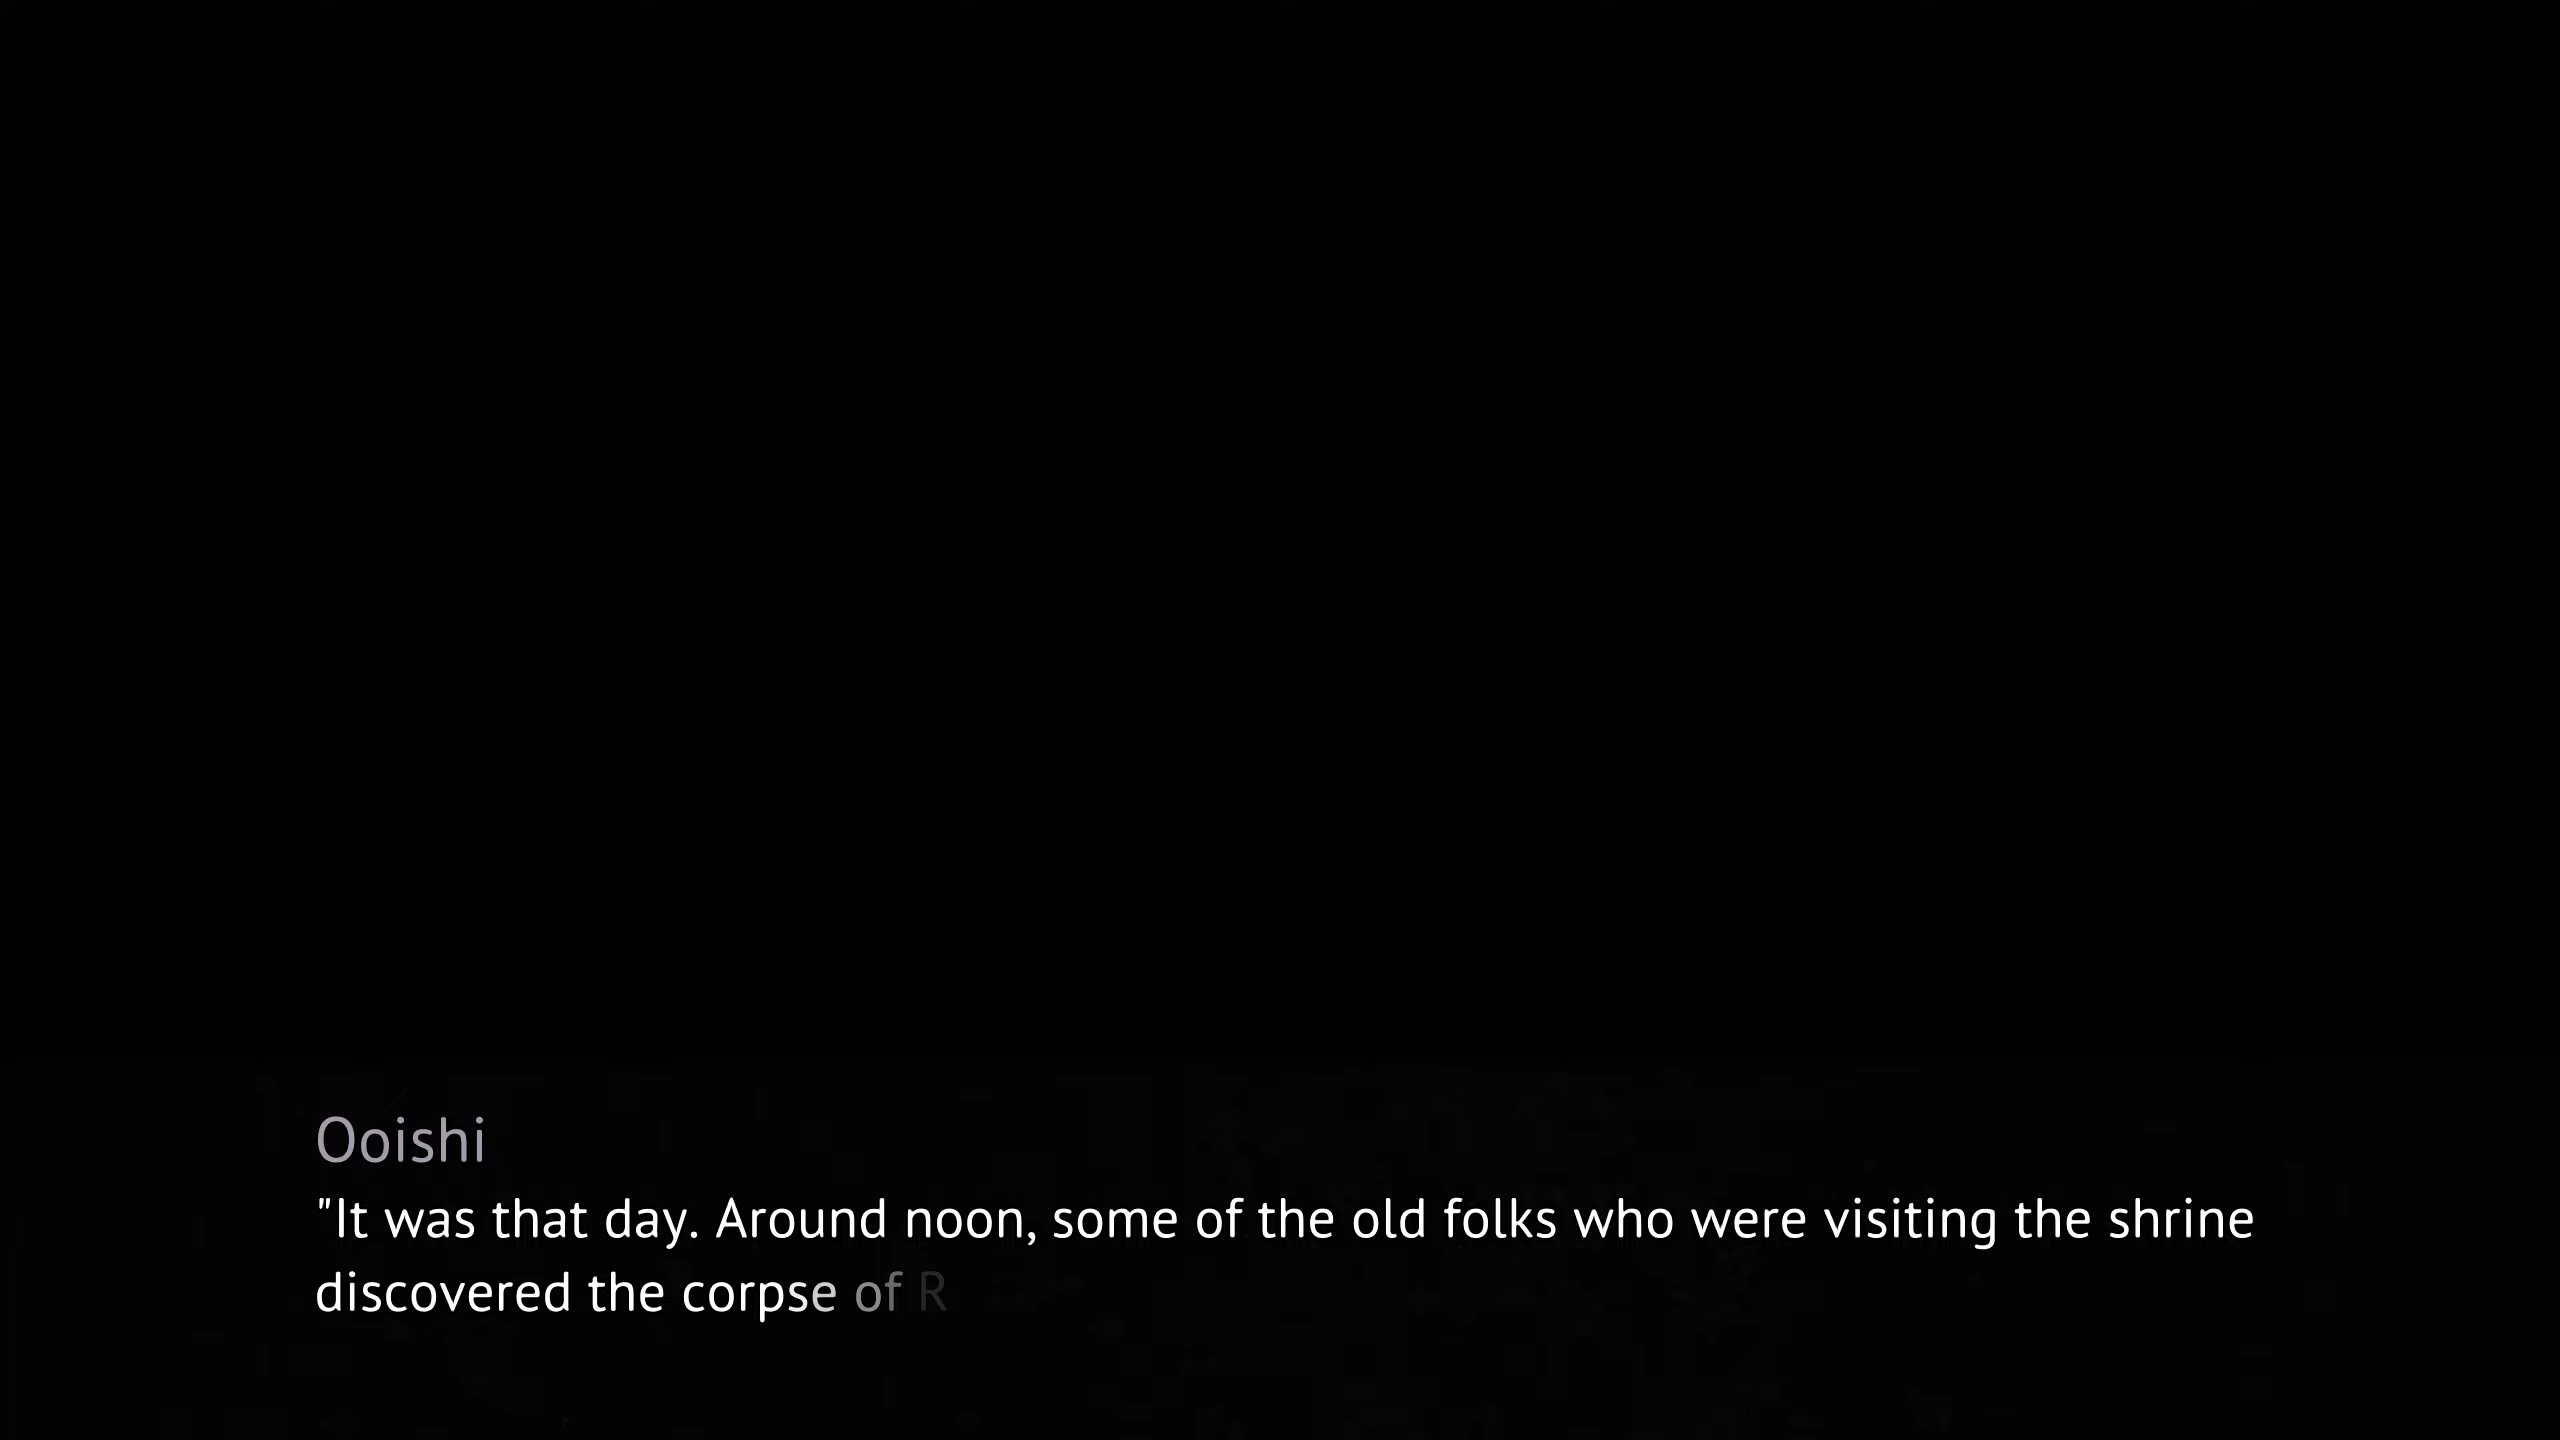 Ooishi
"It was that day. Around noon, some of the old folks who were visiting the shrine
discovered the corpse of R